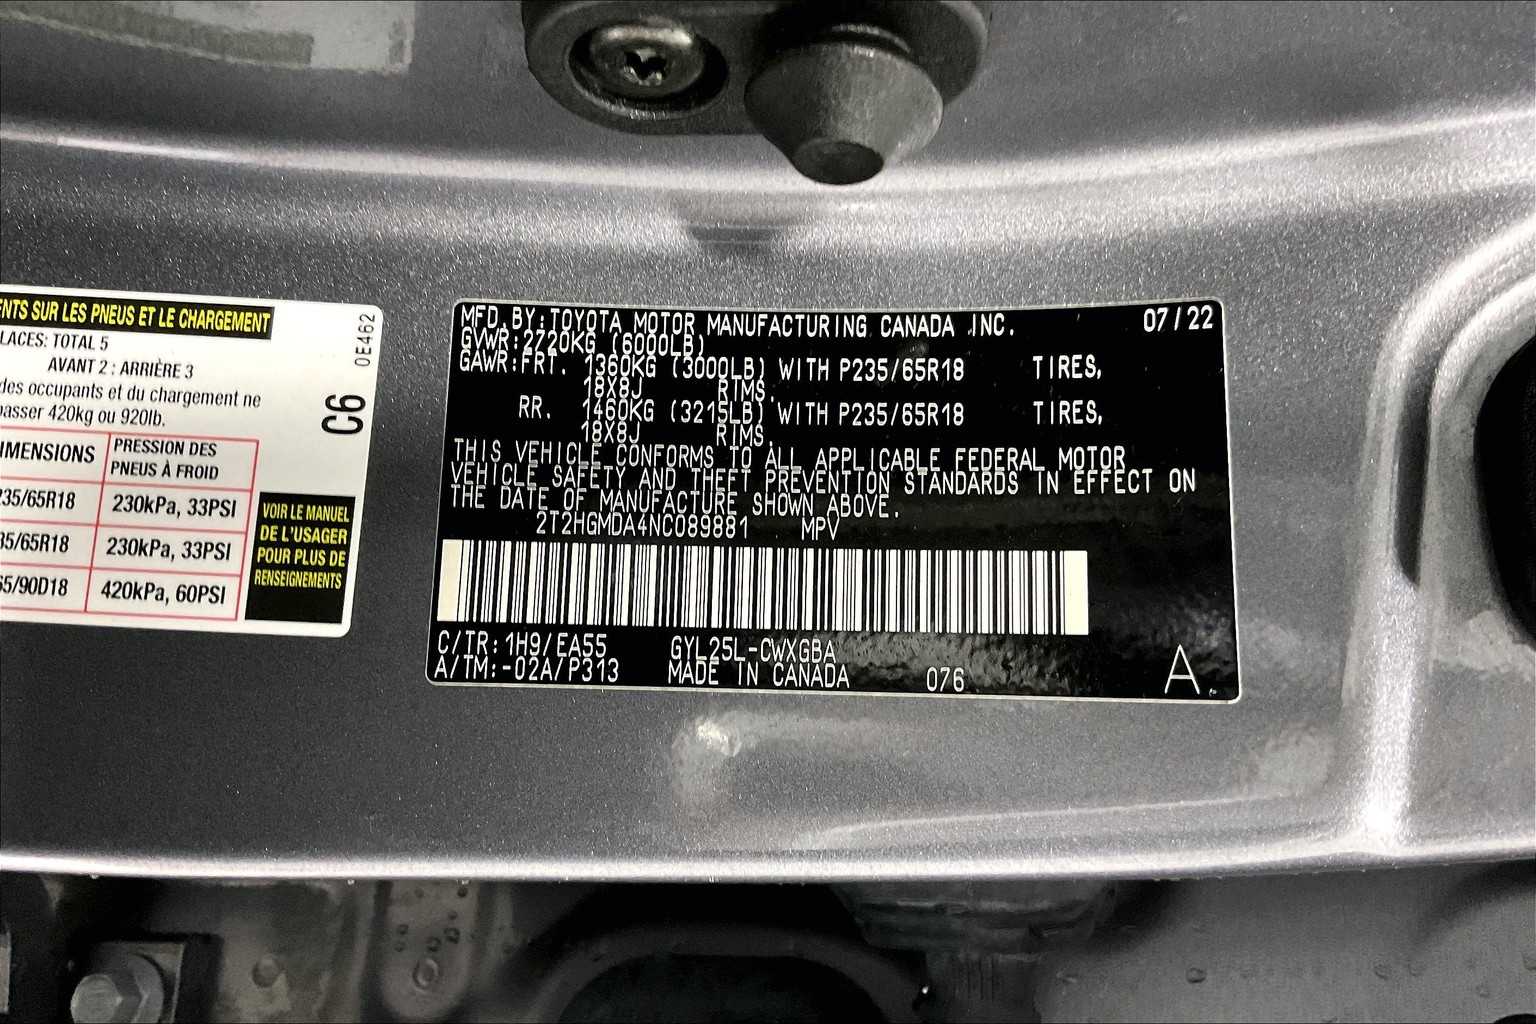 ENTS SUR LES PNEUS ET LE CHARGEMENT
LACES: TOTAL 5
AVANT 2 : ARRIÈRE 3
des occupants et du chargement ne
passer 420kg ou 920lb.
IMENSIONS PRESSION DES
PNEUS À FROID
235/65R18 230kPa, 33PSI
35/65R18 230kPa, 33PSI
65/90D18 420kPa, 60PSI
VOIR LE MANUEL
DE L'USAGER
POUR PLUS DE
RENSEIGNEMENTS
0E462
C6
MFD.BY:TOYOTA MOTOR MANUFACTURING CANADA INC. 07/22
GVWR:2720KG (6000LB)
GAWR:FRT. 1360KG (3000LB) WITH P235/65R18 TIRES,
18X8J RIMS.
RR. 1460KG (3215LB) WITH P235/65R18 TIRES,
18X8J RIMS.
THIS VEHICLE CONFORMS TO ALL APPLICABLE FEDERAL MOTOR
VEHICLE SAFETY AND THEFT PREVENTION STANDARDS IN EFFECT ON
THE DATE OF MANUFACTURE SHOWN ABOVE.
2T2HGMDA4NC089881 MPV
C/TR:1H9/EA55 GYL25L-CWXGBA
A/TM:-02A/P313 MADE IN CANADA 076 A